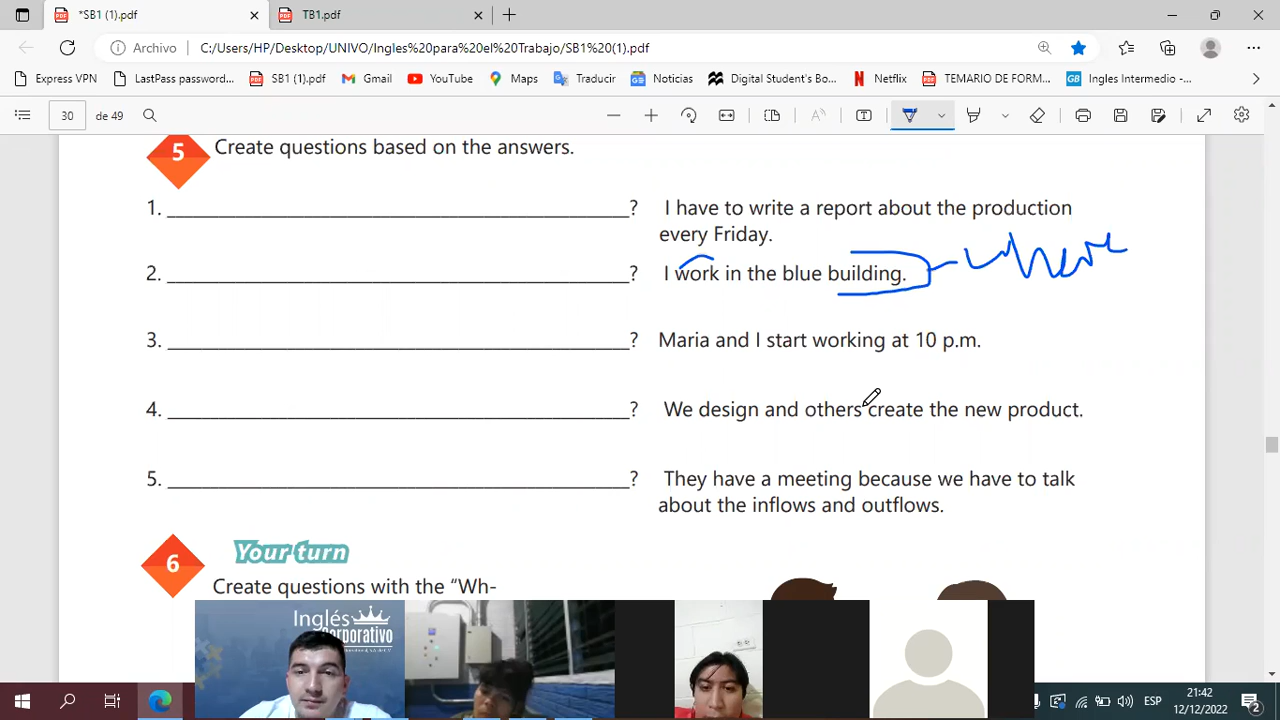 *SB1 (1).pdf
TB1.pdf
Archivo
C:/Users/HP/Desktop/UNIVO/Ingles%20para%20el%20Trabajo/SB1%20(1).pdf
Express VPN
LastPass password...
SB1 (1).pdf
Gmail
YouTube
Maps
Traducir
Noticias
Digital Student's Bo...
Netflix
TEMARIO DE FORM...
Ingles Intermedio -...
30 de 49
5 Create questions based on the answers.
1. ________? I have to write a report about the production
every Friday.
2. ________? I work in the blue building. where
3. ________? Maria and I start working at 10 p.m.
4. ________? We design and others create the new product.
5. ________? They have a meeting because we have to talk
about the inflows and outflows.
6 Your turn
Create questions with the “Wh-
Inglés
Corporativo
ESP
21:42
12/12/2022
2